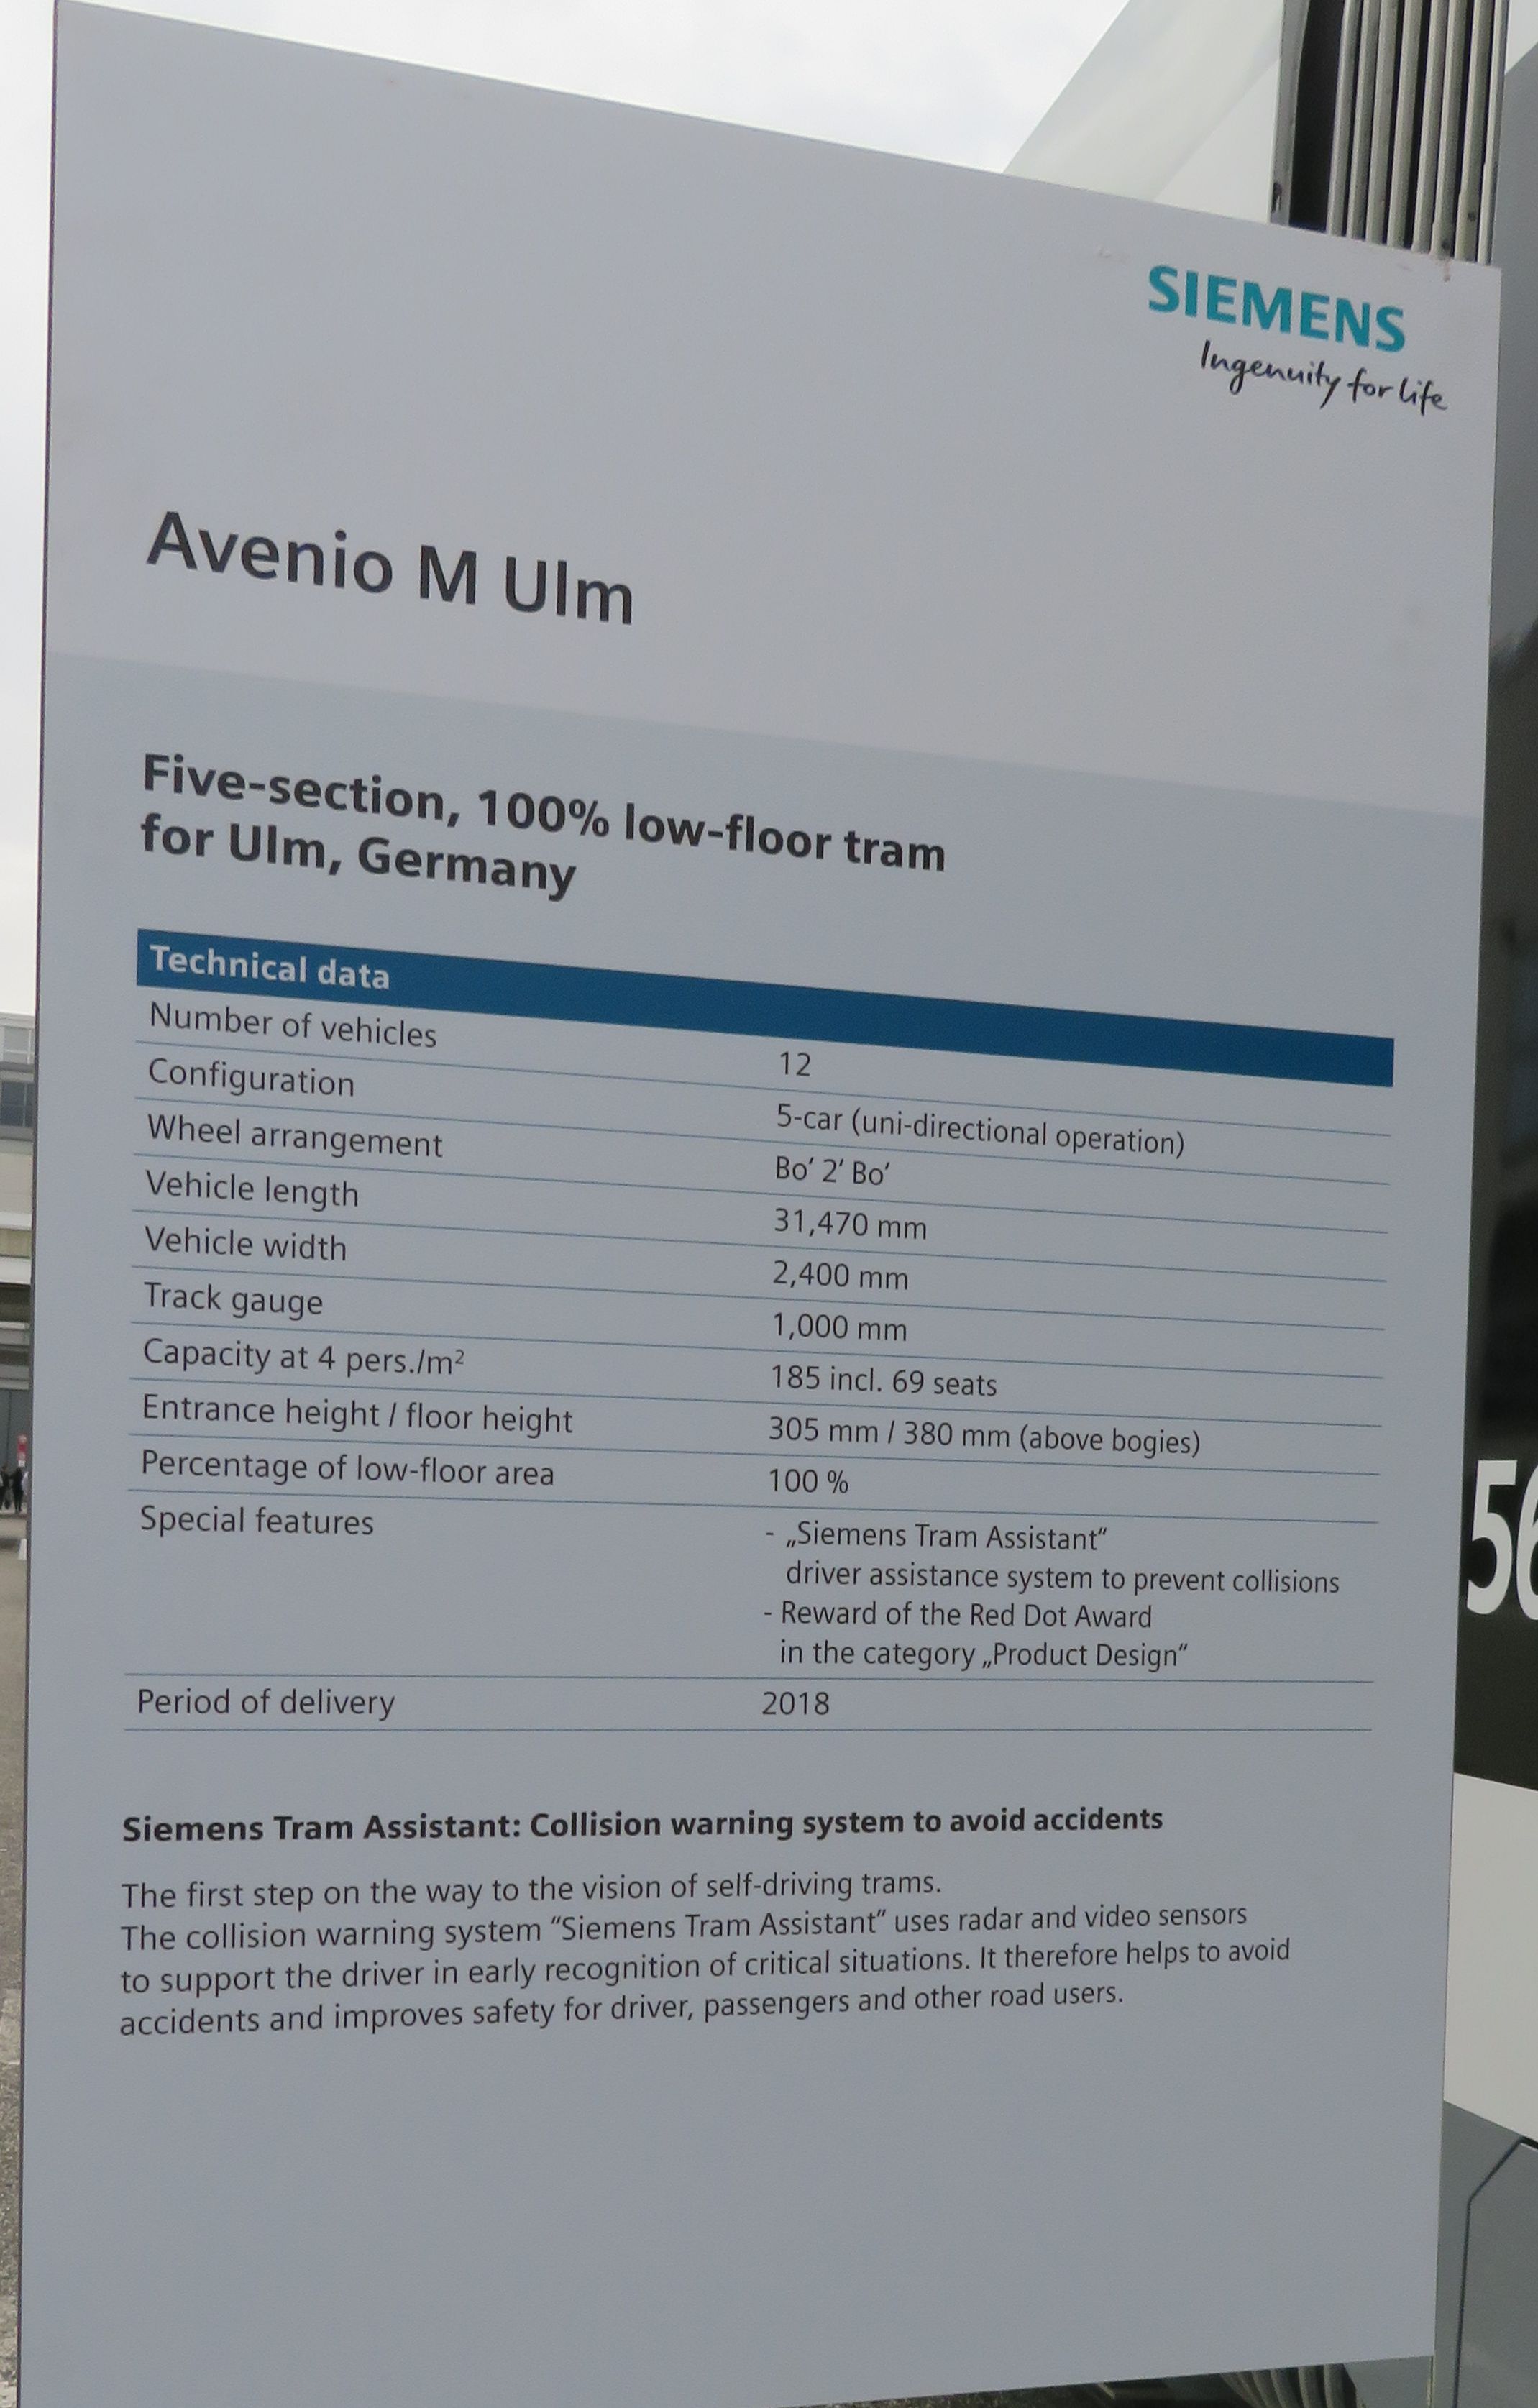 SIEMENS
Ingenuity for life
Avenio M Ulm
Five-section, 100% low-floor tram
for Ulm, Germany
Technical data
Number of vehicles 12
Configuration 5-car (uni-directional operation)
Wheel arrangement Bo’ 2’ Bo’
Vehicle length 31,470 mm
Vehicle width 2,400 mm
Track gauge 1,000 mm
Capacity at 4 pers./m² 185 incl. 69 seats
Entrance height / floor height 305 mm / 380 mm (above bogies)
Percentage of low-floor area 100 %
Special features - „Siemens Tram Assistant“
driver assistance system to prevent collisions
- Reward of the Red Dot Award
in the category „Product Design“
Period of delivery 2018
Siemens Tram Assistant: Collision warning system to avoid accidents
The first step on the way to the vision of self-driving trams.
The collision warning system “Siemens Tram Assistant” uses radar and video sensors
to support the driver in early recognition of critical situations. It therefore helps to avoid
accidents and improves safety for driver, passengers and other road users.
56